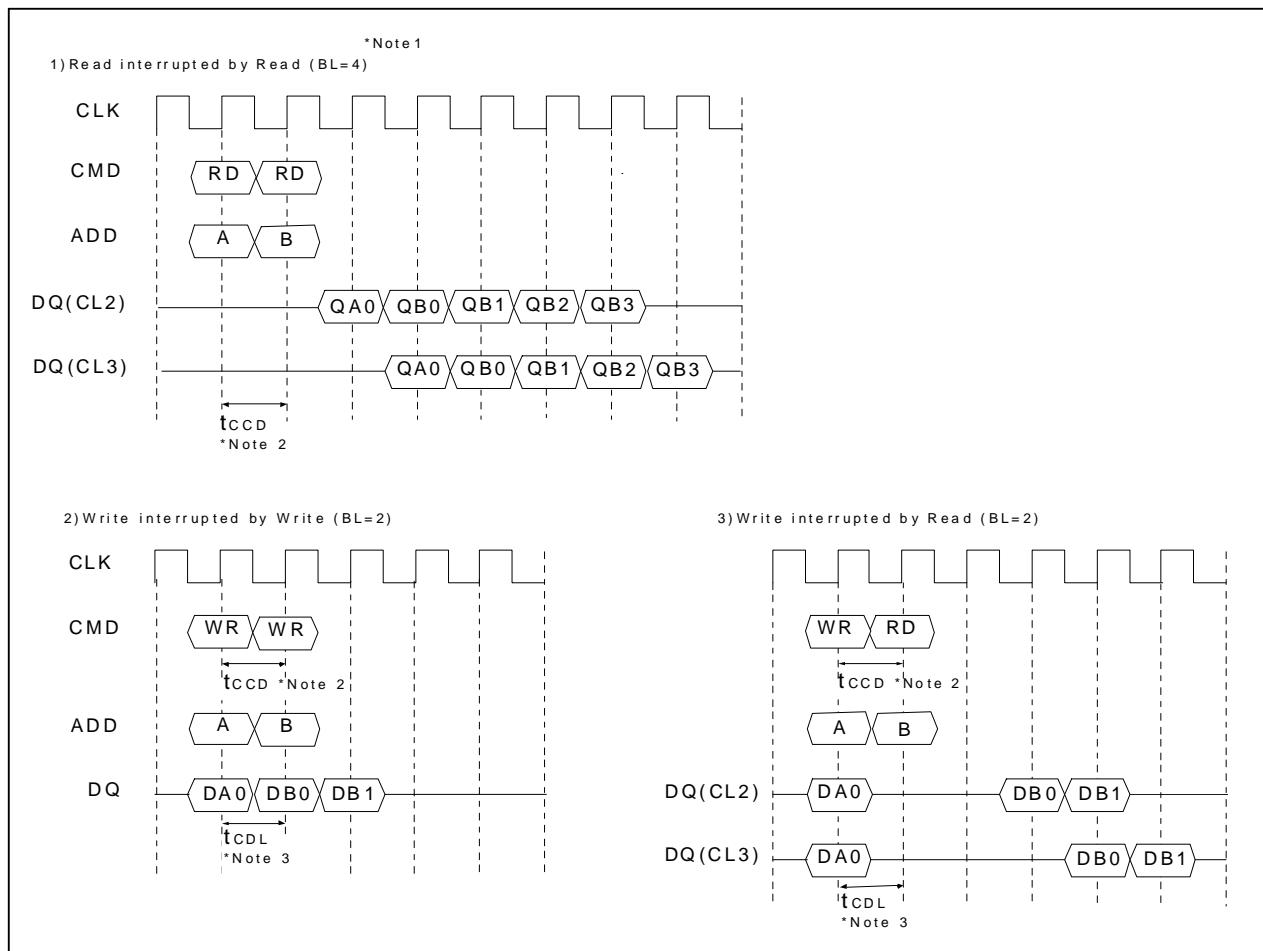 *Note1
1)Read interrupted by Read (BL=4)
CLK
CMD RD RD
ADD A B
DQ(CL2) QA0 QB0 QB1 QB2 QB3
DQ(CL3) QA0 QB0 QB1 QB2 QB3
tCCD
*Note 2
2)Write interrupted by Write (BL=2)
CLK
CMD WR WR
tCCD *Note 2
ADD A B
DQ DA0 DB0 DB1
tCDL
*Note 3
3)Write interrupted by Read (BL=2)
WR RD
tCCD *Note 2
A B
DQ(CL2) DA0 DB0 DB1
DQ(CL3) DA0 DB0 DB1
tCDL
*Note 3